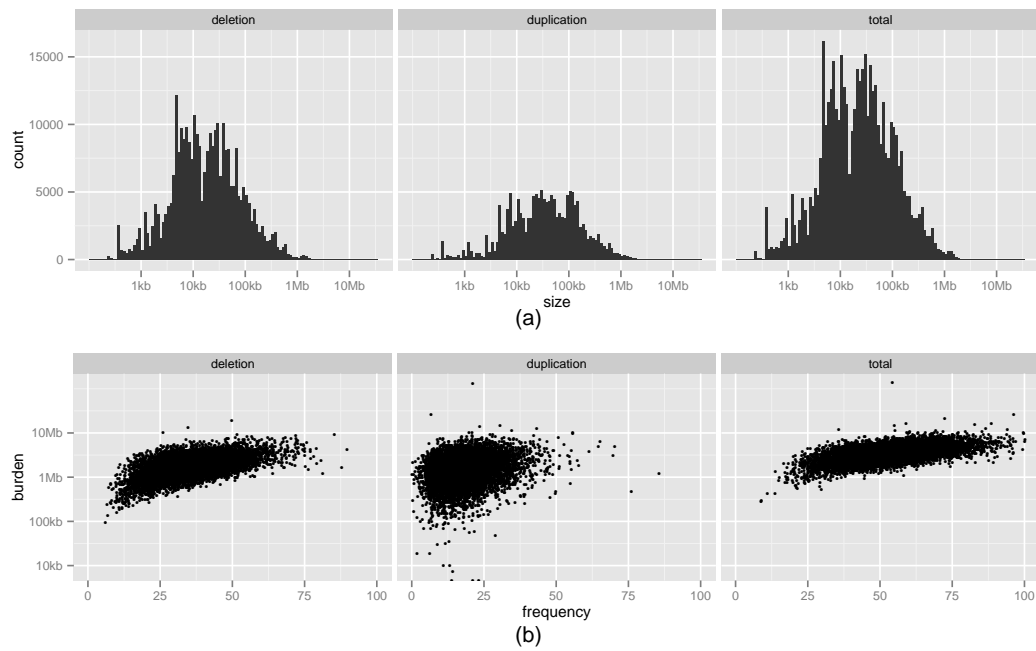 deletion duplication total
15000
10000
5000
0
count
1kb 10kb 100kb 1Mb 10Mb 1kb 10kb 100kb 1Mb 10Mb 1kb 10kb 100kb 1Mb 10Mb
size
(a)
deletion duplication total
10Mb
1Mb
100kb
10kb
burden
0 25 50 75 100 0 25 50 75 100 0 25 50 75 100
frequency
(b)